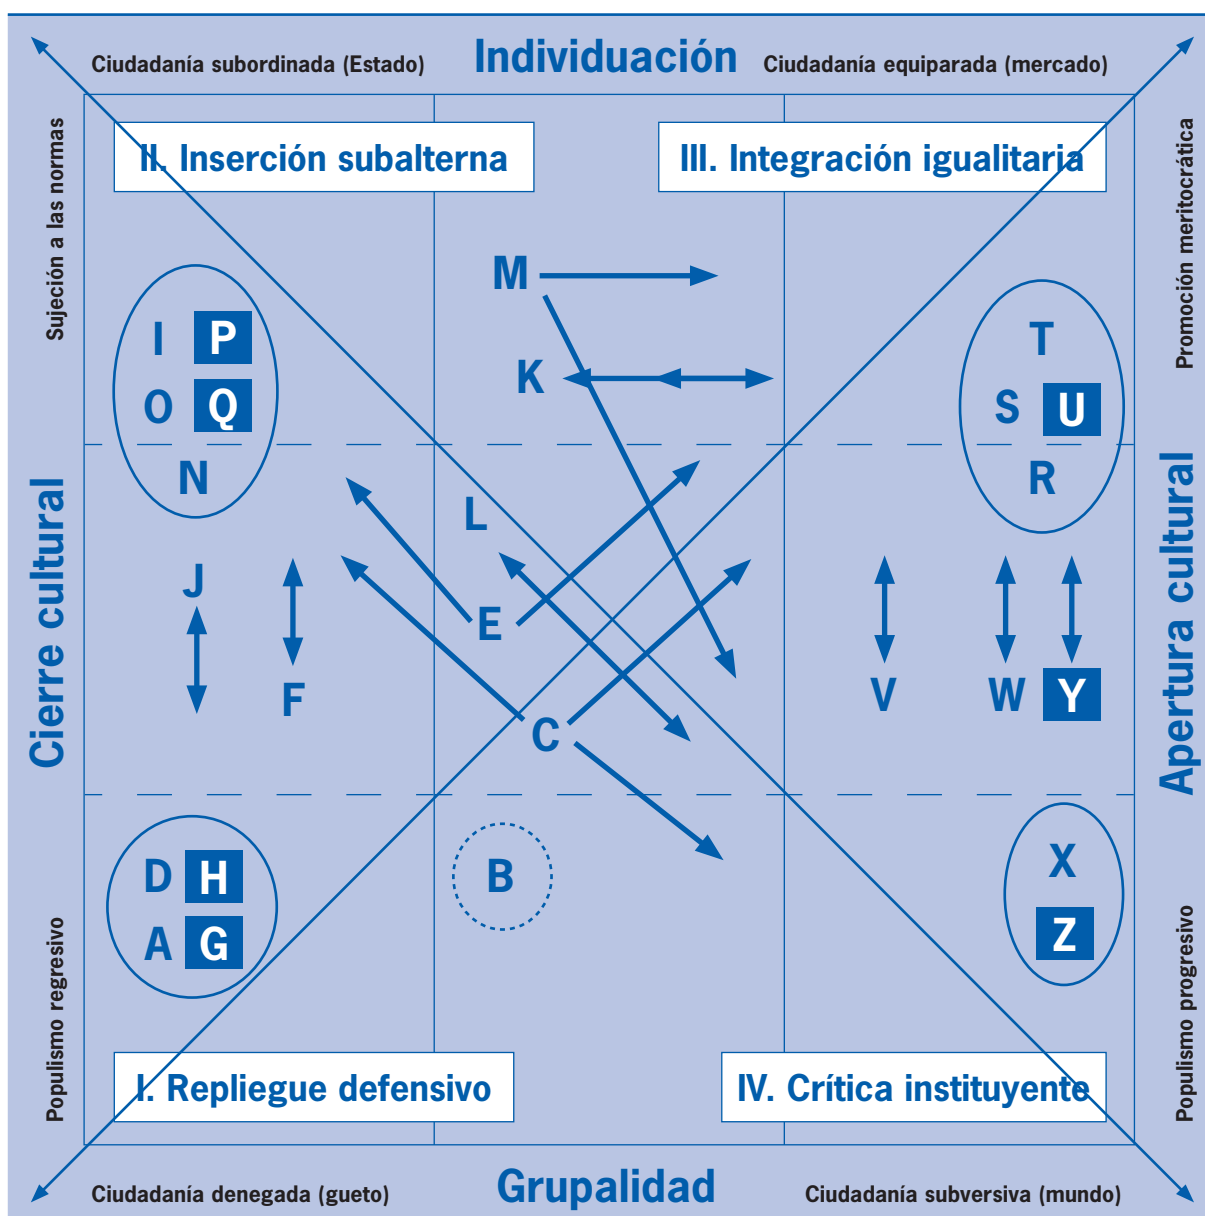 Individuación
Ciudadanía subordinada (Estado)
Ciudadanía equiparada (mercado)
Sujeción a las normas
Promoción meritocrática
II. Inserción subalterna
III. Integración igualitaria
M
I P
T
K
O Q
S U
N
R
L
Cierre cultural
Apertura cultural
J
E
F
V
W Y
C
D H
B
X
A G
Z
Populismo regresivo
Populismo progresivo
I. Repliegue defensivo
IV. Crítica instituyente
Grupalidad
Ciudadanía denegada (gueto)
Ciudadanía subversiva (mundo)